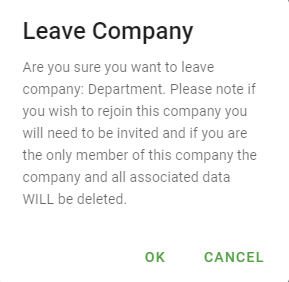 Leave Company
Are you sure you want to leave
company: Department. Please note if
you wish to rejoin this company you
will need to be invited and if you are
the only member of this company the
company and all associated data
WILL be deleted.
OK CANCEL